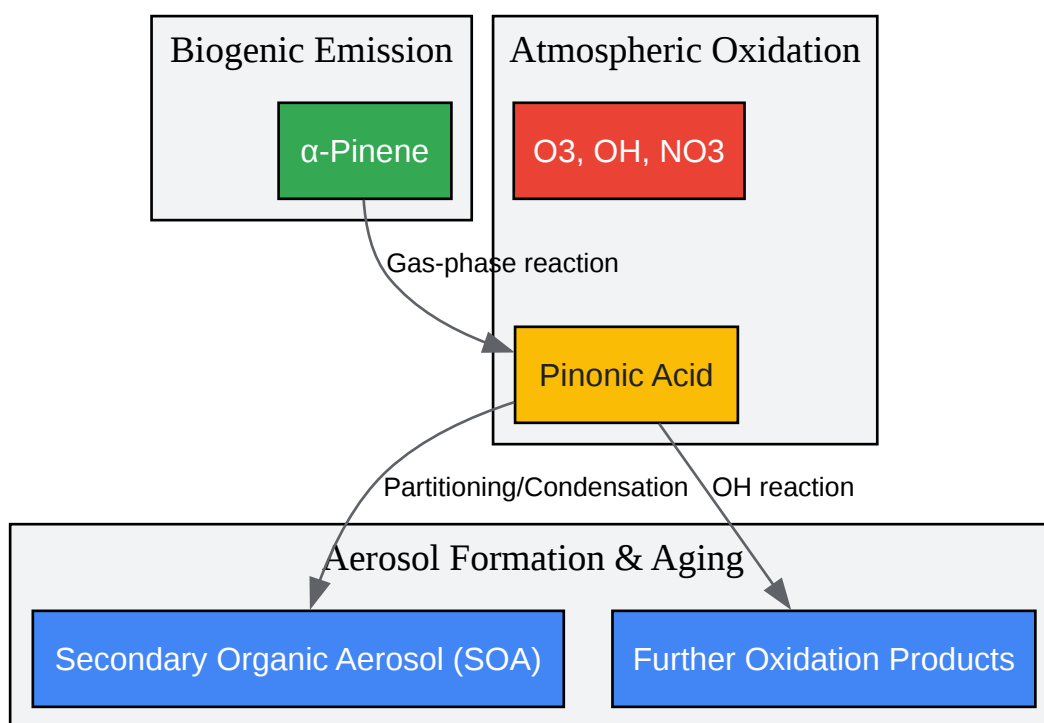 Biogenic Emission
Atmospheric Oxidation
α-Pinene
O3, OH, NO3
Gas-phase reaction
Pinonic Acid
Partitioning/Condensation
OH reaction
Aerosol Formation & Aging
Secondary Organic Aerosol (SOA)
Further Oxidation Products